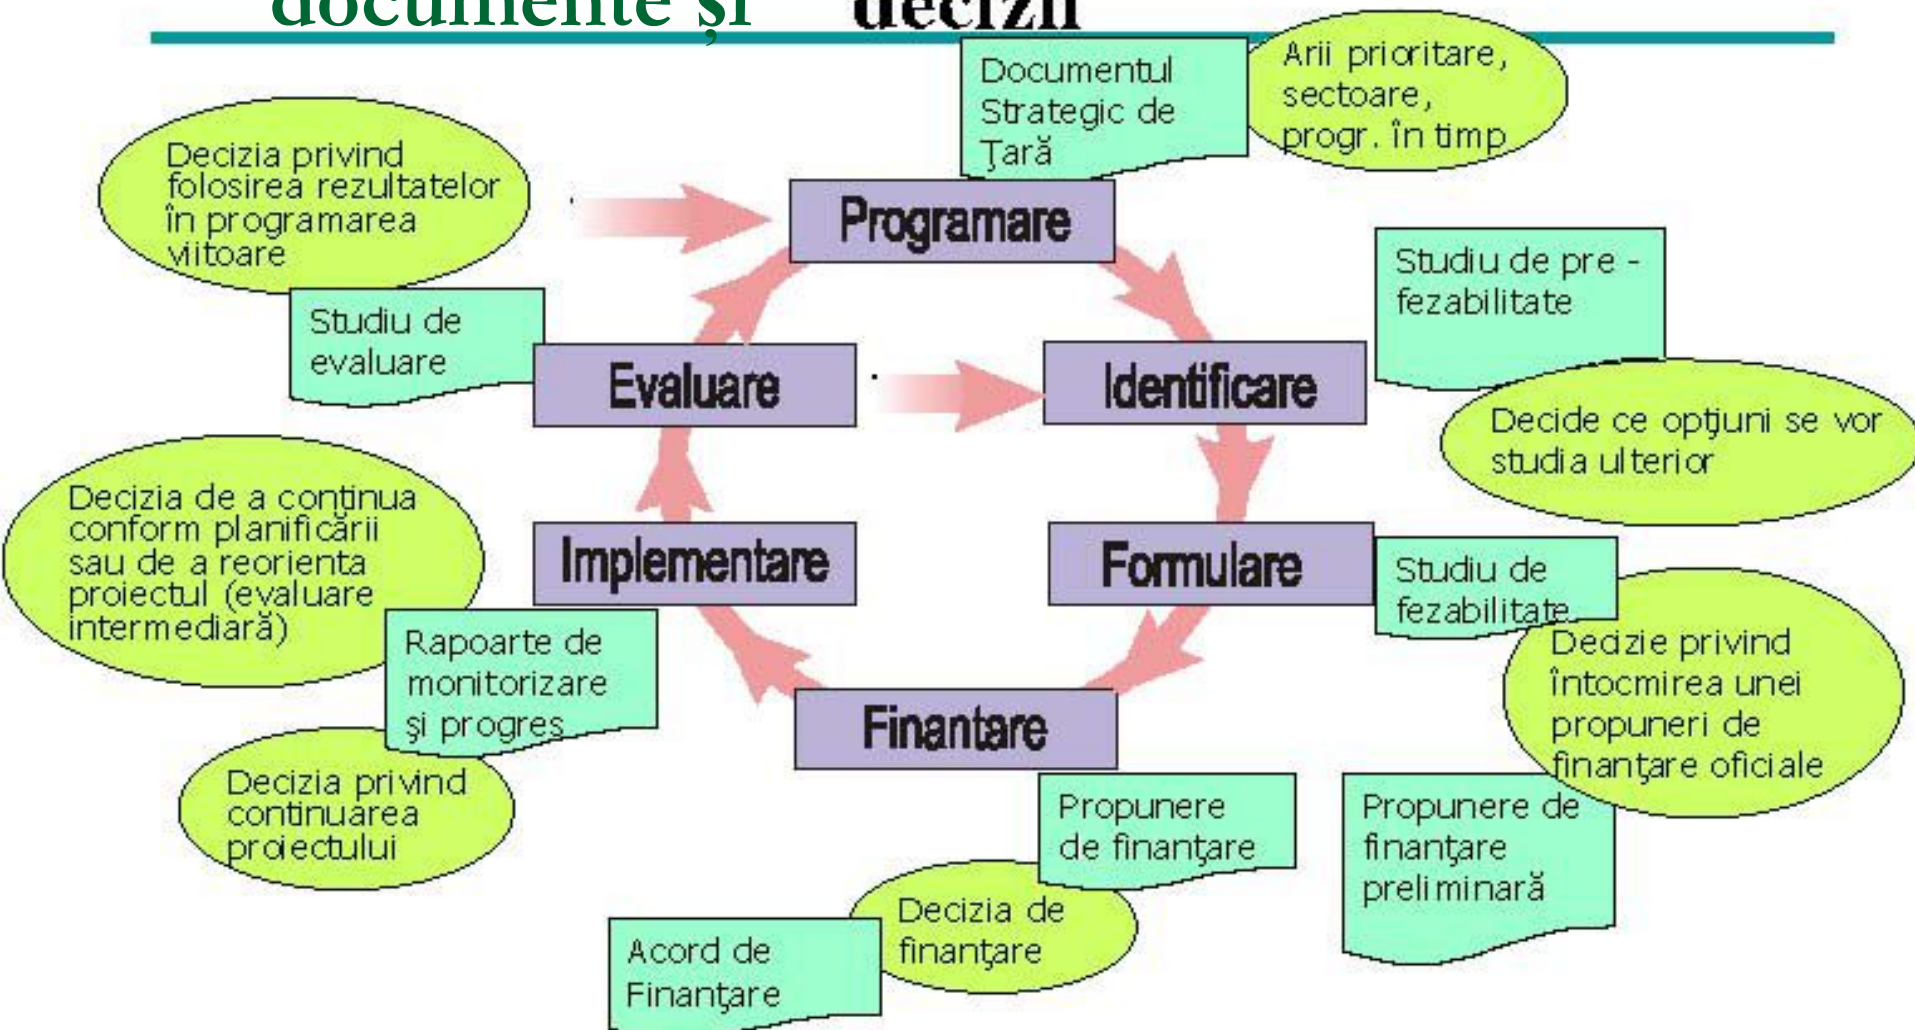 documente și decizii
Documentul
Strategic de
Ţară
Arii prioritare,
sectoare,
progr. în timp
Decizia privind
folosirea rezultatelor
în programarea
viitoare
Programare
Studiu de pre -
fezabilitate
Studiu de
evaluare
Evaluare
Identificare
Decide ce opţiuni se vor
studia ulterior
Decizia de a conţinua
conform planificării
sau de a reorienta
proiectul (evaluare
intermediară)
Implementare
Formulare
Studiu de
fezabilitate
Decizie privind
întocmirea unei
propuneri de
finanţare oficiale
Rapoarte de
monitorizare
şi progres
Finantare
Decizia privind
continuarea
proiectului
Propunere
de finanţare
Propunere de
finanţare
preliminară
Decizia de
finanţare
Acord de
Finanţare